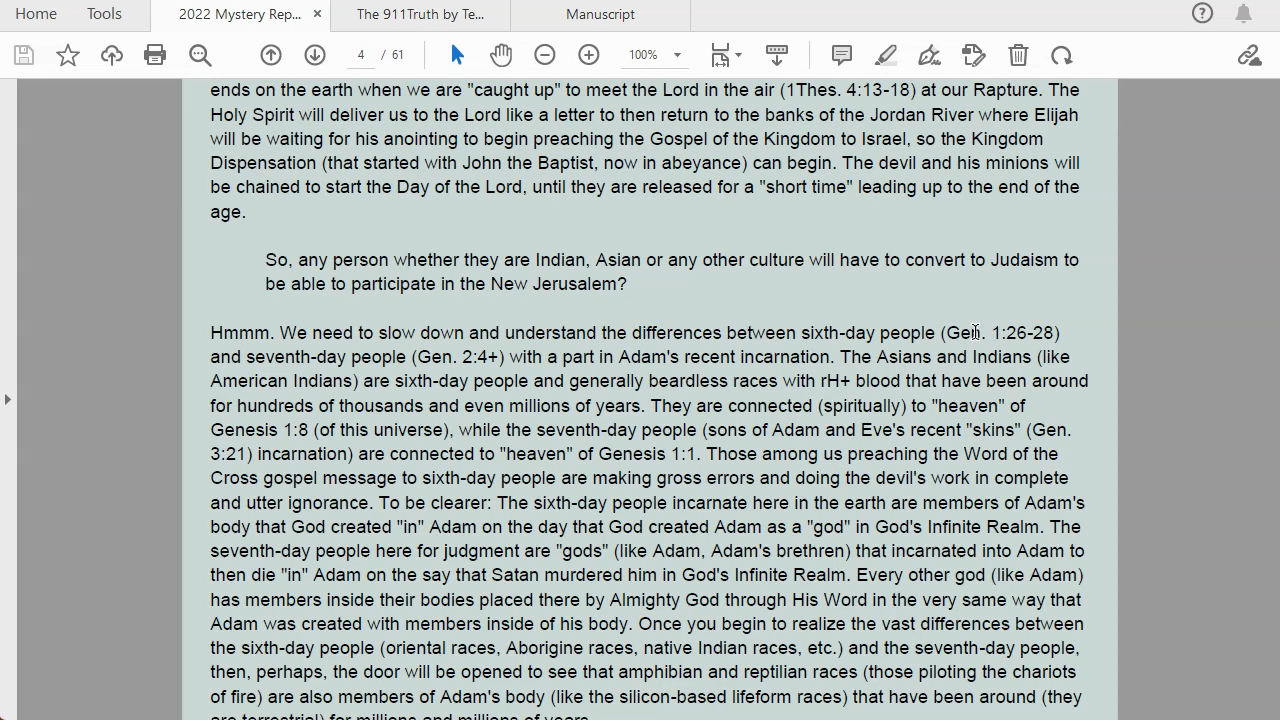 Home Tools 2022 Mystery Rep... × The 911Truth by Te... Manuscript
4 / 61 100%
ends on the earth when we are "caught up" to meet the Lord in the air (1Thes. 4:13-18) at our Rapture. The
Holy Spirit will deliver us to the Lord like a letter to then return to the banks of the Jordan River where Elijah
will be waiting for his anointing to begin preaching the Gospel of the Kingdom to Israel, so the Kingdom
Dispensation (that started with John the Baptist, now in abeyance) can begin. The devil and his minions will
be chained to start the Day of the Lord, until they are released for a "short time" leading up to the end of the
age.
So, any person whether they are Indian, Asian or any other culture will have to convert to Judaism to
be able to participate in the New Jerusalem?
Hmmm. We need to slow down and understand the differences between sixth-day people (Gen. 1:26-28)
and seventh-day people (Gen. 2:4+) with a part in Adam's recent incarnation. The Asians and Indians (like
American Indians) are sixth-day people and generally beardless races with rH+ blood that have been around
for hundreds of thousands and even millions of years. They are connected (spiritually) to "heaven" of
Genesis 1:8 (of this universe), while the seventh-day people (sons of Adam and Eve's recent "skins" (Gen.
3:21) incarnation) are connected to "heaven" of Genesis 1:1. Those among us preaching the Word of the
Cross gospel message to sixth-day people are making gross errors and doing the devil's work in complete
and utter ignorance. To be clearer: The sixth-day people incarnate here in the earth are members of Adam's
body that God created "in" Adam on the day that God created Adam as a "god" in God's Infinite Realm. The
seventh-day people here for judgment are "gods" (like Adam, Adam's brethren) that incarnated into Adam to
then die "in" Adam on the say that Satan murdered him in God's Infinite Realm. Every other god (like Adam)
has members inside their bodies placed there by Almighty God through His Word in the very same way that
Adam was created with members inside of his body. Once you begin to realize the vast differences between
the sixth-day people (oriental races, Aborigine races, native Indian races, etc.) and the seventh-day people,
then, perhaps, the door will be opened to see that amphibian and reptilian races (those piloting the chariots
of fire) are also members of Adam's body (like the silicon-based lifeform races) that have been around (they
are terrestrial) for millions and millions of years.